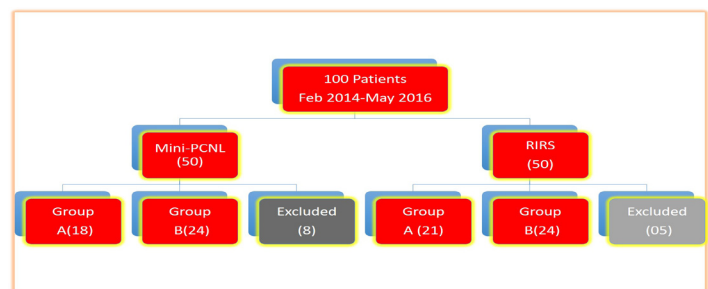 100 Patients
Feb 2014-May 2016
Mini-PCNL
(50)
RIRS
(50)
Group
A(18)
Group
B(24)
Excluded
(8)
Group
A (21)
Group
B(24)
Excluded
(05)